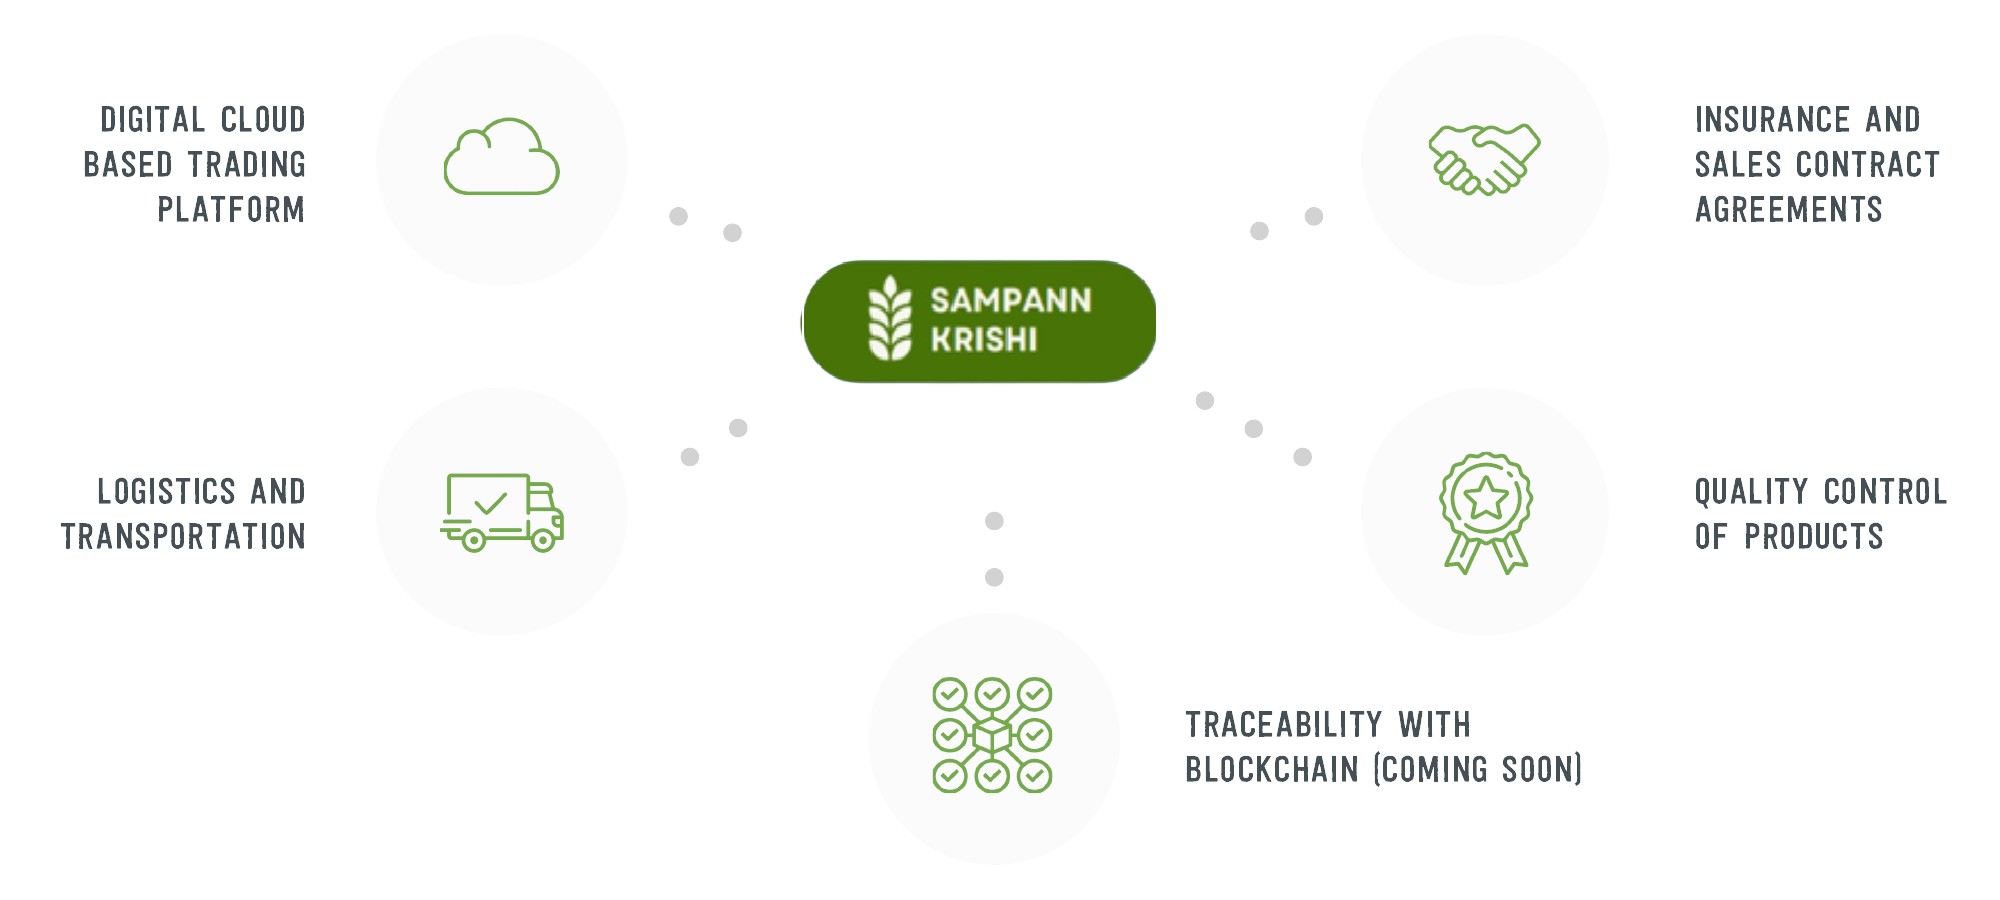 DIGITAL CLOUD
BASED TRADING
PLATFORM
INSURANCE AND
SALES CONTRACT
AGREEMENTS
SAMPANN
KRISHI
LOGISTICS AND
TRANSPORTATION
QUALITY CONTROL
OF PRODUCTS
TRACEABILITY WITH
BLOCKCHAIN (COMING SOON)